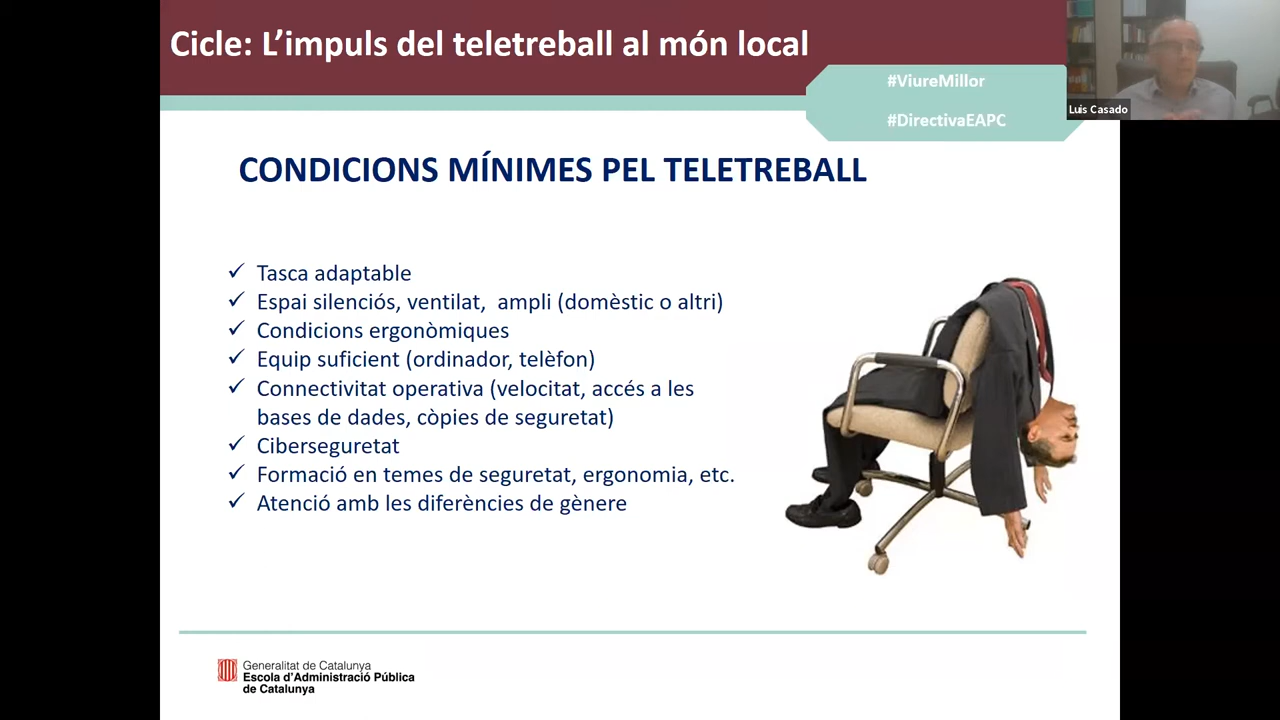 Cicle: L’impuls del teletreball al món local
#ViureMillor
#DirectivaEAPC
Luis Casado
CONDICIONS MÍNIMES PEL TELETREBALL
✓ Tasca adaptable
✓ Espai silenciós, ventilat, ampli (domèstic o altri)
✓ Condicions ergonòmiques
✓ Equip suficient (ordinador, telèfon)
✓ Connectivitat operativa (velocitat, accés a les
bases de dades, còpies de seguretat)
✓ Ciberseguretat
✓ Formació en temes de seguretat, ergonomia, etc.
✓ Atenció amb les diferències de gènere
Generalitat de Catalunya
Escola d’Administració Pública
de Catalunya